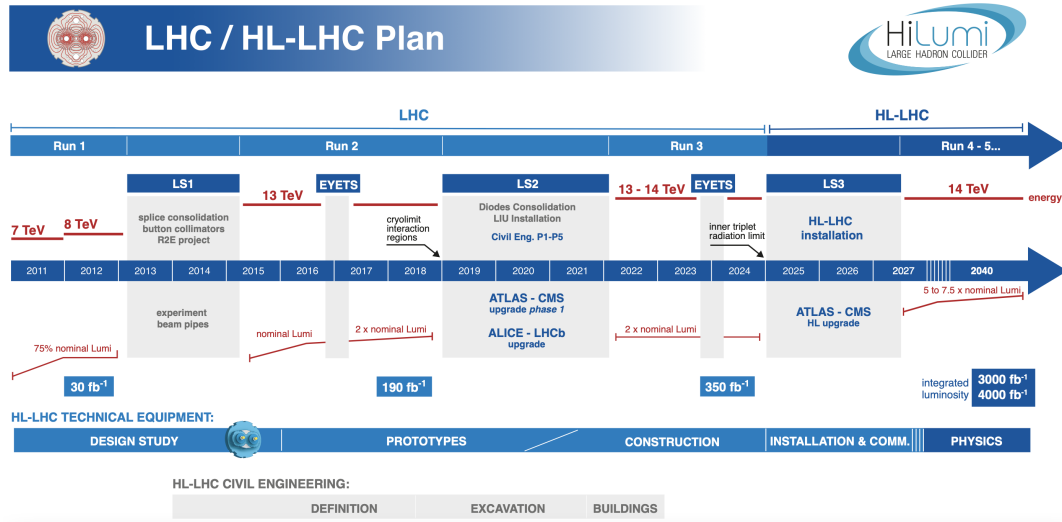 LHC / HL-LHC Plan
HiLumi
LARGE HADRON COLLIDER
LHC
HL-LHC
Run 1
Run 2
Run 3
Run 4 - 5...
LS1
EYETS
LS2
EYETS
LS3
7 TeV
8 TeV
13 TeV
13 - 14 TeV
14 TeV
energy
splice consolidation
button collimators
R2E project
cryolimit
interaction
regions
Diodes Consolidation
LIU Installation
Civil Eng. P1-P5
inner triplet
radiation limit
HL-LHC
installation
2011 2012 2013 2014 2015 2016 2017 2018 2019 2020 2021 2022 2023 2024 2025 2026 2027 2040
experiment
beam pipes
75% nominal Lumi
nominal Lumi
2 x nominal Lumi
ATLAS - CMS
upgrade phase 1
ALICE - LHCb
upgrade
2 x nominal Lumi
ATLAS - CMS
HL upgrade
5 to 7.5 x nominal Lumi
30 fb⁻¹
190 fb⁻¹
350 fb⁻¹
integrated
luminosity
3000 fb⁻¹
4000 fb⁻¹
HL-LHC TECHNICAL EQUIPMENT:
DESIGN STUDY
PROTOTYPES
CONSTRUCTION
INSTALLATION & COMM.
PHYSICS
HL-LHC CIVIL ENGINEERING:
DEFINITION
EXCAVATION
BUILDINGS